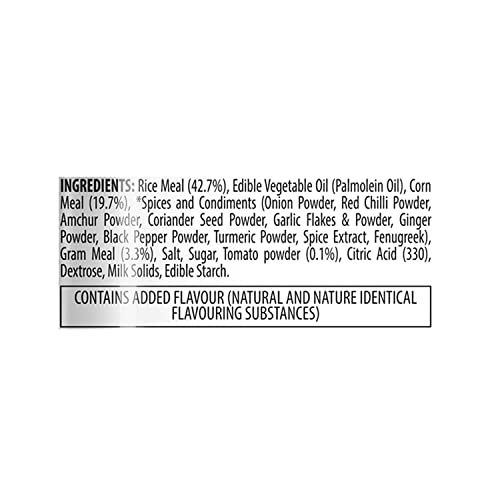 INGREDIENTS: Rice Meal (42.7%), Edible Vegetable Oil (Palmolein Oil), Corn
Meal (19.7%), *Spices and Condiments (Onion Powder, Red Chilli Powder,
Amchur Powder, Coriander Seed Powder, Garlic Flakes & Powder, Ginger
Powder, Black Pepper Powder, Turmeric Powder, Spice Extract, Fenugreek),
Gram Meal (3.3%), Salt, Sugar, Tomato powder (0.1%), Citric Acid (330),
Dextrose, Milk Solids, Edible Starch.
CONTAINS ADDED FLAVOUR (NATURAL AND NATURE IDENTICAL
FLAVOURING SUBSTANCES)